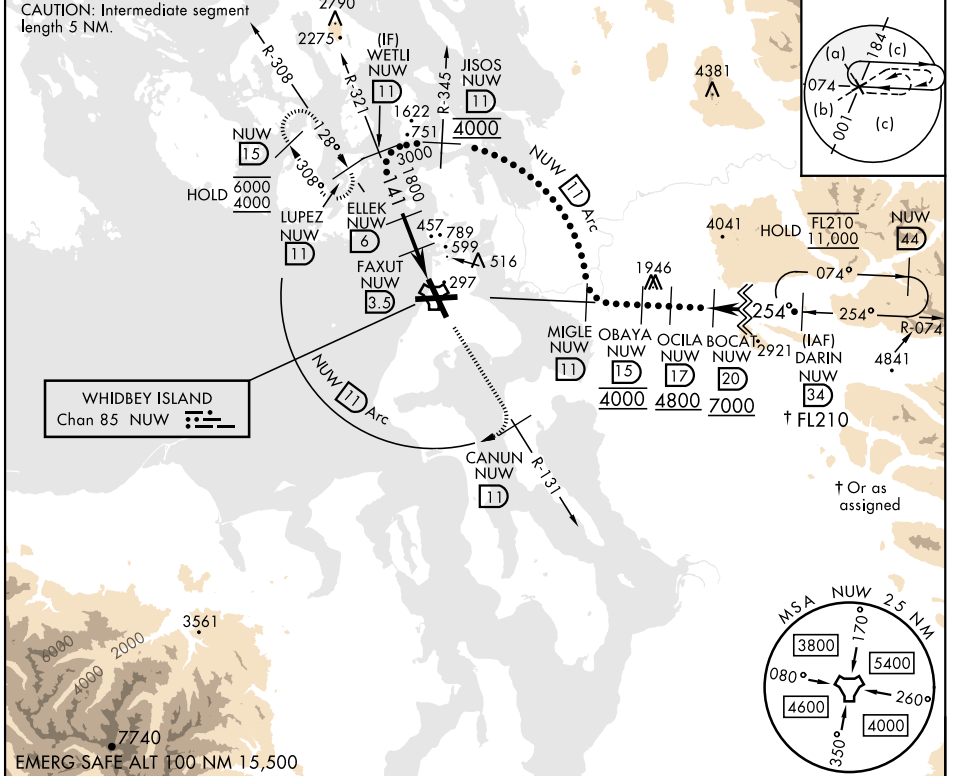 CAUTION: Intermediate segment
length 5 NM.
2790
2275
R-308
R-321
(IF)
WETLI
NUW
11
R-345
JISOS
NUW
11
4000
4381
1622
751
3000
1800
141
128°
308°
NUW
15
HOLD 6000
4000
LUPEZ
NUW
11
ELLEK
NUW
6
FAXUT
NUW
3.5
457
789
599
516
297
NUW 11 Arc
4041
HOLD FL210
11,000
NUW
44
074°
254°
254°
R-074
1946
2921
4841
MIGLE
NUW
11
OBAYA
NUW
15
4000
OCILA
NUW
17
4800
BOCAT
NUW
20
7000
(IAF)
DARIN
NUW
34
† FL210
† Or as
assigned
WHIDBEY ISLAND
Chan 85 NUW
NUW 11 Arc
CANUN
NUW
11
R-131
3561
6000
4000
2000
7740
EMERG SAFE ALT 100 NM 15,500
(a)
184
(c)
074
(b)
001
(c)
MSA NUW 25 NM
170°
3800
5400
080°
260°
4600
4000
350°